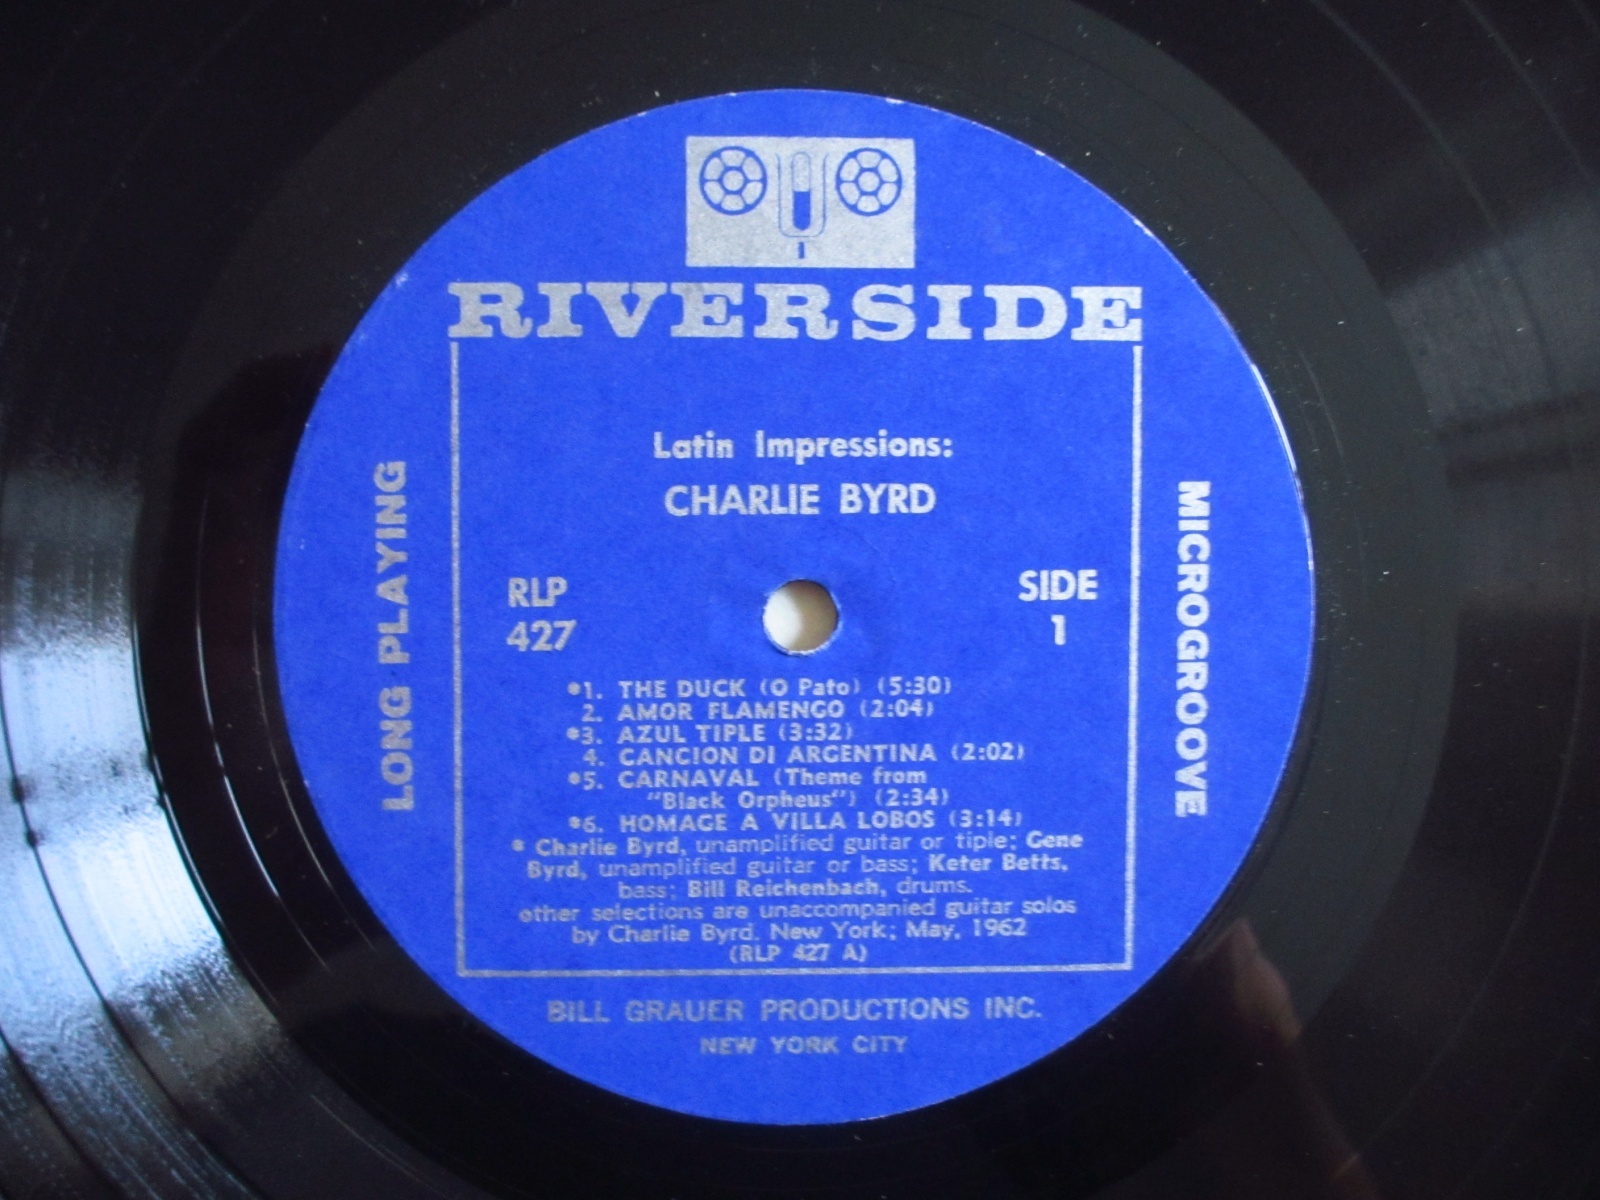 RIVERSIDE
Latin Impressions:
CHARLIE BYRD
LONG PLAYING
MICROGROOVE
RLP
427
SIDE
1
*1. THE DUCK (O Pato) (5:30)
2. AMOR FLAMENGO (2:04)
*3. AZUL TIPLE (3:32)
4. CANCION DI ARGENTINA (2:02)
*5. CARNAVAL (Theme from
"Black Orpheus") (2:34)
*6. HOMAGE A VILLA LOBOS (3:14)
* Charlie Byrd, unamplified guitar or tiple; Gene
Byrd, unamplified guitar or bass; Keter Betts,
bass; Bill Reichenbach, drums.
other selections are unaccompanied guitar solos
by Charlie Byrd. New York; May, 1962
(RLP 427 A)
BILL GRAUER PRODUCTIONS INC.
NEW YORK CITY